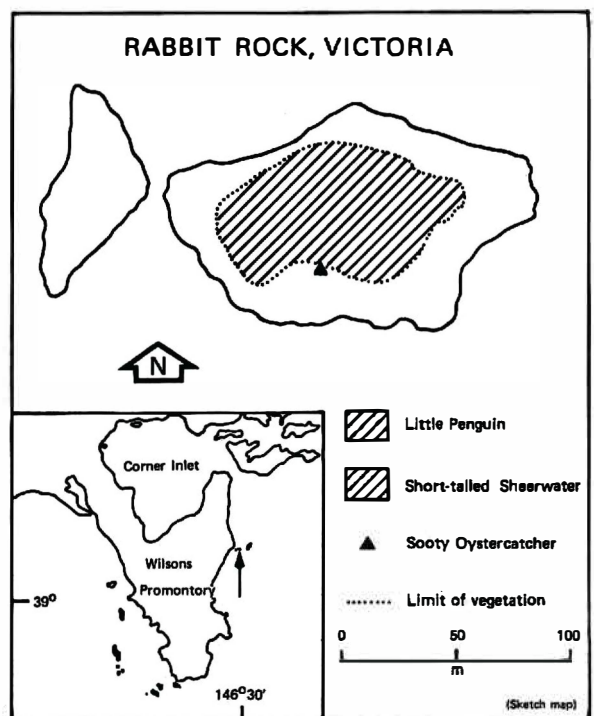 RABBIT ROCK, VICTORIA
N
Little Penguin
Short-tailed Shearwater
Sooty Oystercatcher
Limit of vegetation
0 50 100
m
(Sketch map)
Corner Inlet
Wilsons
Promontory
39°
146°30'